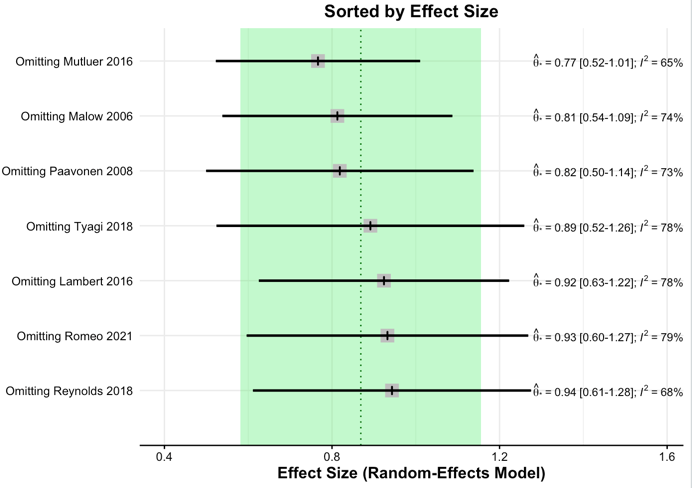 Sorted by Effect Size
Omitting Mutluer 2016 θ̂* = 0.77 [0.52-1.01]; I² = 65%
Omitting Malow 2006 θ̂* = 0.81 [0.54-1.09]; I² = 74%
Omitting Paavonen 2008 θ̂* = 0.82 [0.50-1.14]; I² = 73%
Omitting Tyagi 2018 θ̂* = 0.89 [0.52-1.26]; I² = 78%
Omitting Lambert 2016 θ̂* = 0.92 [0.63-1.22]; I² = 78%
Omitting Romeo 2021 θ̂* = 0.93 [0.60-1.27]; I² = 79%
Omitting Reynolds 2018 θ̂* = 0.94 [0.61-1.28]; I² = 68%
0.4 0.8 1.2 1.6
Effect Size (Random-Effects Model)